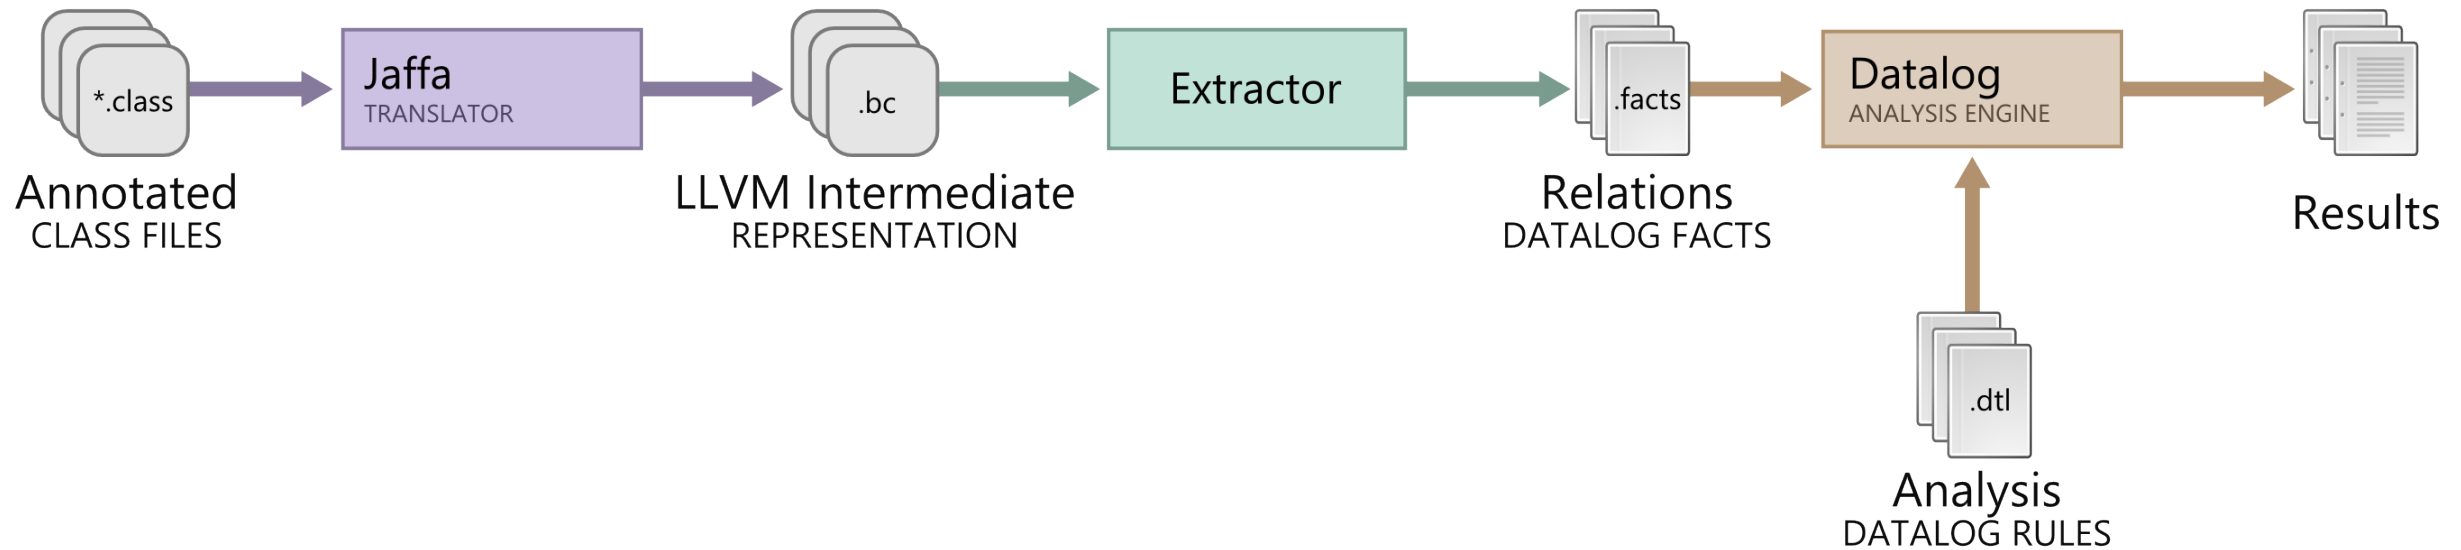 *.class
Annotated
CLASS FILES
Jaffa
TRANSLATOR
.bc
LLVM Intermediate
REPRESENTATION
Extractor
.facts
Relations
DATALOG FACTS
Datalog
ANALYSIS ENGINE
Results
.dtl
Analysis
DATALOG RULES